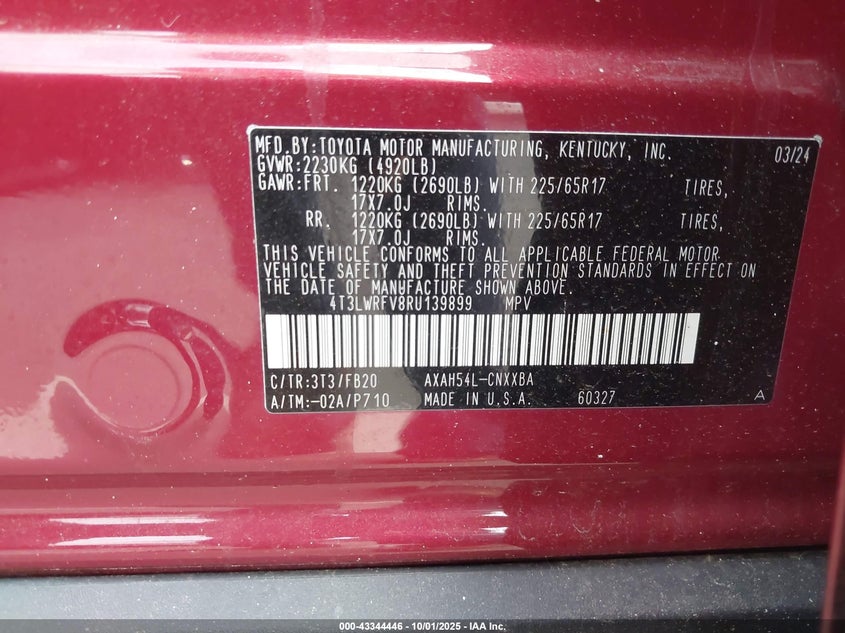 MFD.BY:TOYOTA MOTOR MANUFACTURING, KENTUCKY, INC. 03/24
GVWR:2230KG (4920LB)
GAWR:FRT. 1220KG (2690LB) WITH 225/65R17 TIRES,
17X7.0J RIMS.
RR. 1220KG (2690LB) WITH 225/65R17 TIRES,
17X7.0J RIMS.
THIS VEHICLE CONFORMS TO ALL APPLICABLE FEDERAL MOTOR
VEHICLE SAFETY AND THEFT PREVENTION STANDARDS IN EFFECT ON
THE DATE OF MANUFACTURE SHOWN ABOVE.
4T3LWRFV8RU139899 MPV
C/TR:3T3/FB20 AXAH54L-CNXXBA
A/TM:-02A/P710 MADE IN U.S.A. 60327 A
000-43344446 - 10/01/2025 - IAA Inc.